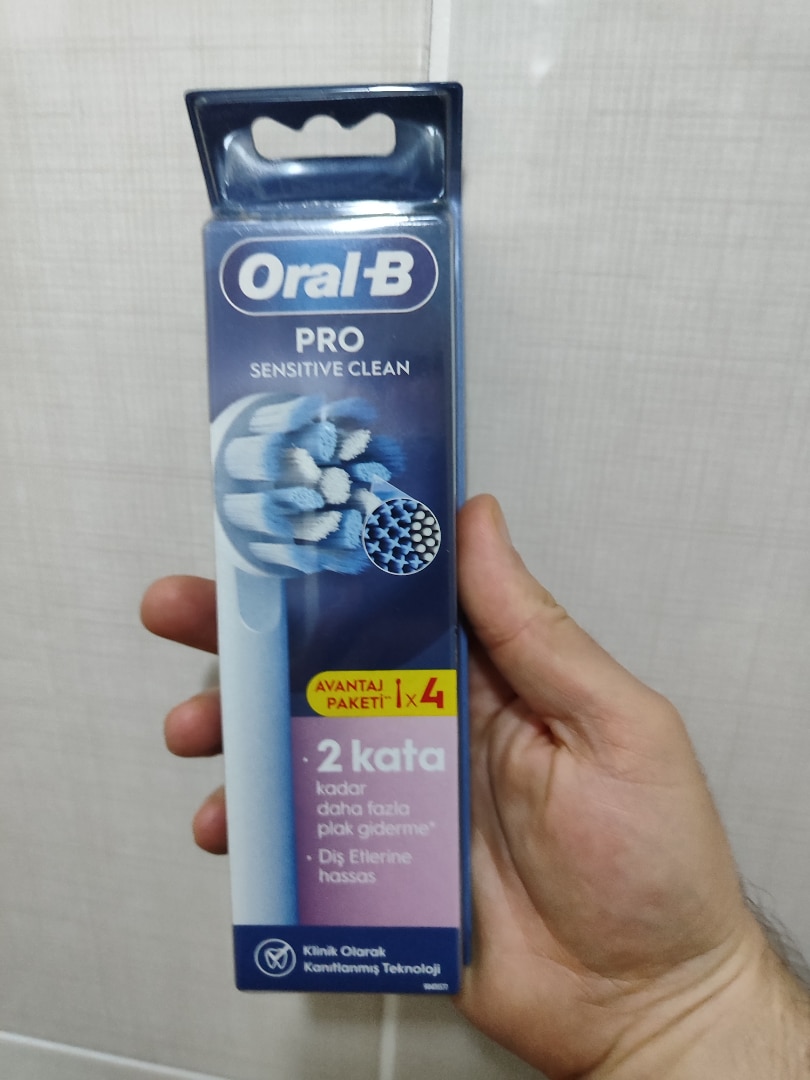 Oral-B
PRO
SENSITIVE CLEAN
AVANTAJ
PAKETİ** x4
• 2 kata
kadar
daha fazla
plak giderme*
• Diş Etlerine
hassas
Klinik Olarak
Kanıtlanmış Teknoloji